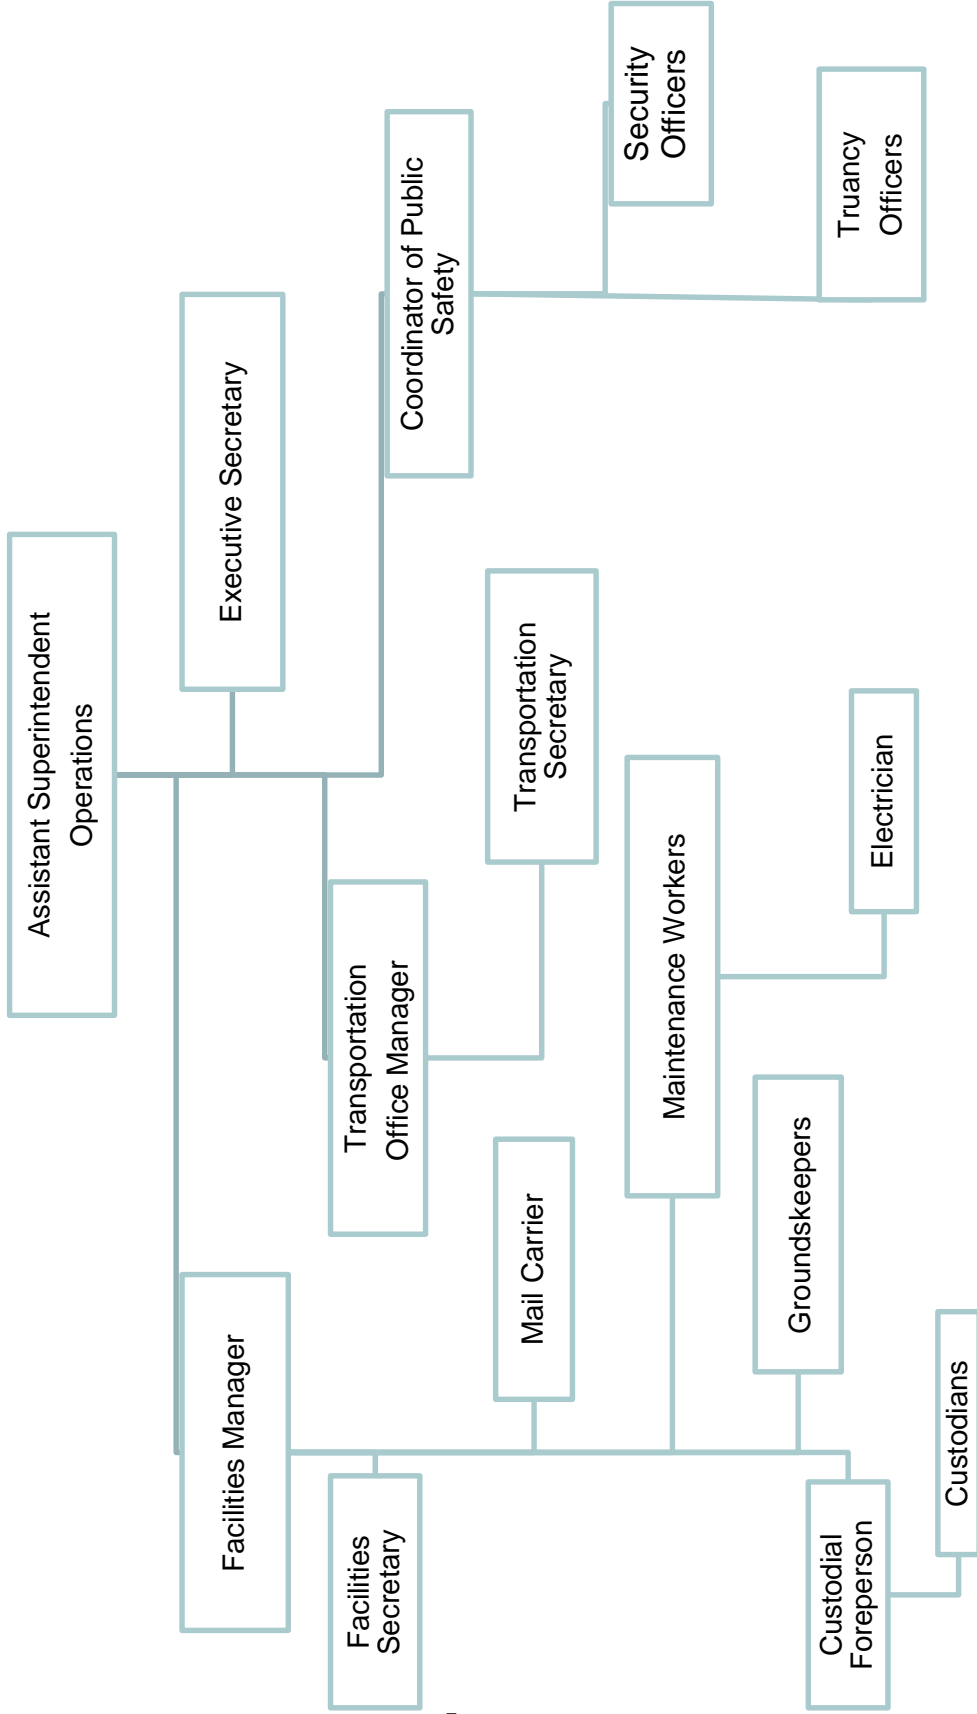 Assistant Superintendent
Operations
Executive Secretary
Facilities Manager
Transportation
Office Manager
Coordinator of Public
Safety
Facilities
Secretary
Mail Carrier
Transportation
Secretary
Security
Officers
Maintenance Workers
Groundskeepers
Truancy
Officers
Custodial
Foreperson
Electrician
Custodians